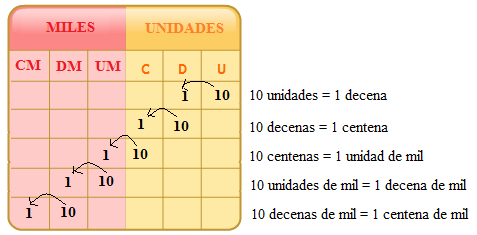 MILES UNIDADES
CM DM UM C D U
1 10 10 unidades = 1 decena
1 10 10 decenas = 1 centena
1 10 10 centenas = 1 unidad de mil
1 10 10 unidades de mil = 1 decena de mil
1 10 10 decenas de mil = 1 centena de mil